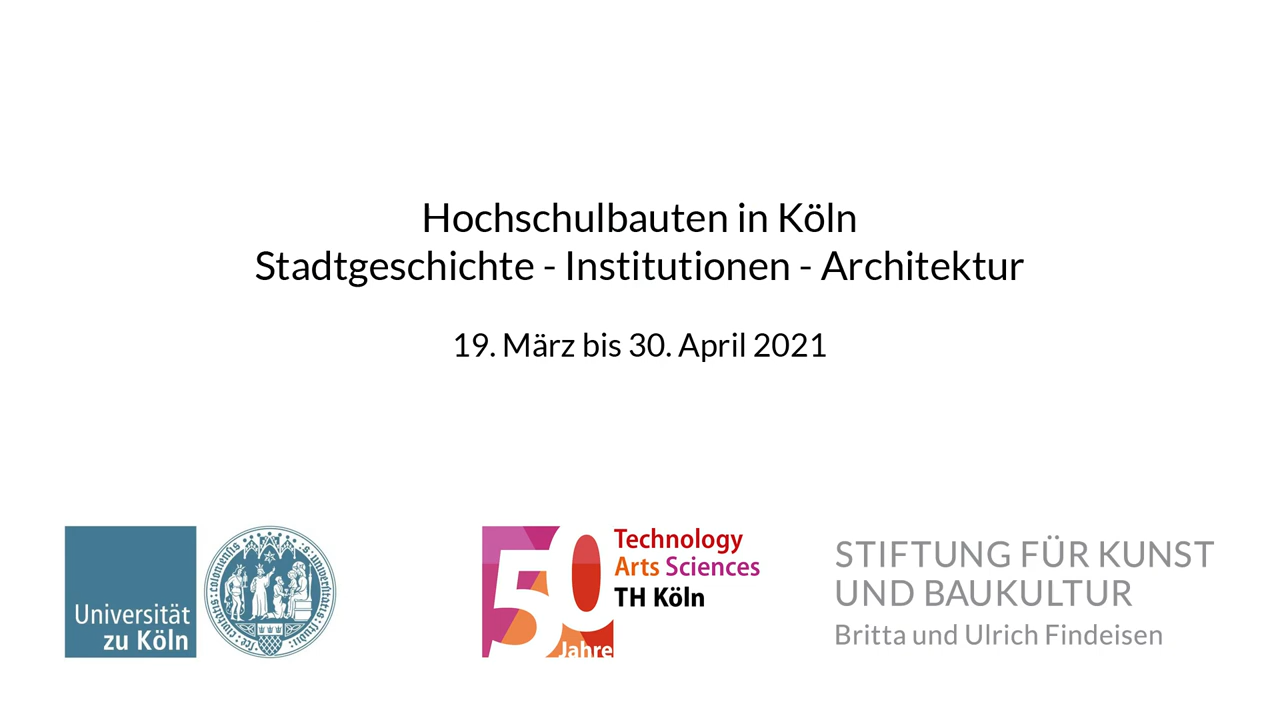 Hochschulbauten in Köln
Stadtgeschichte - Institutionen - Architektur
19. März bis 30. April 2021
Universität
zu Köln
50
Jahre
Technology
Arts Sciences
TH Köln
STIFTUNG FÜR KUNST
UND BAUKULTUR
Britta und Ulrich Findeisen